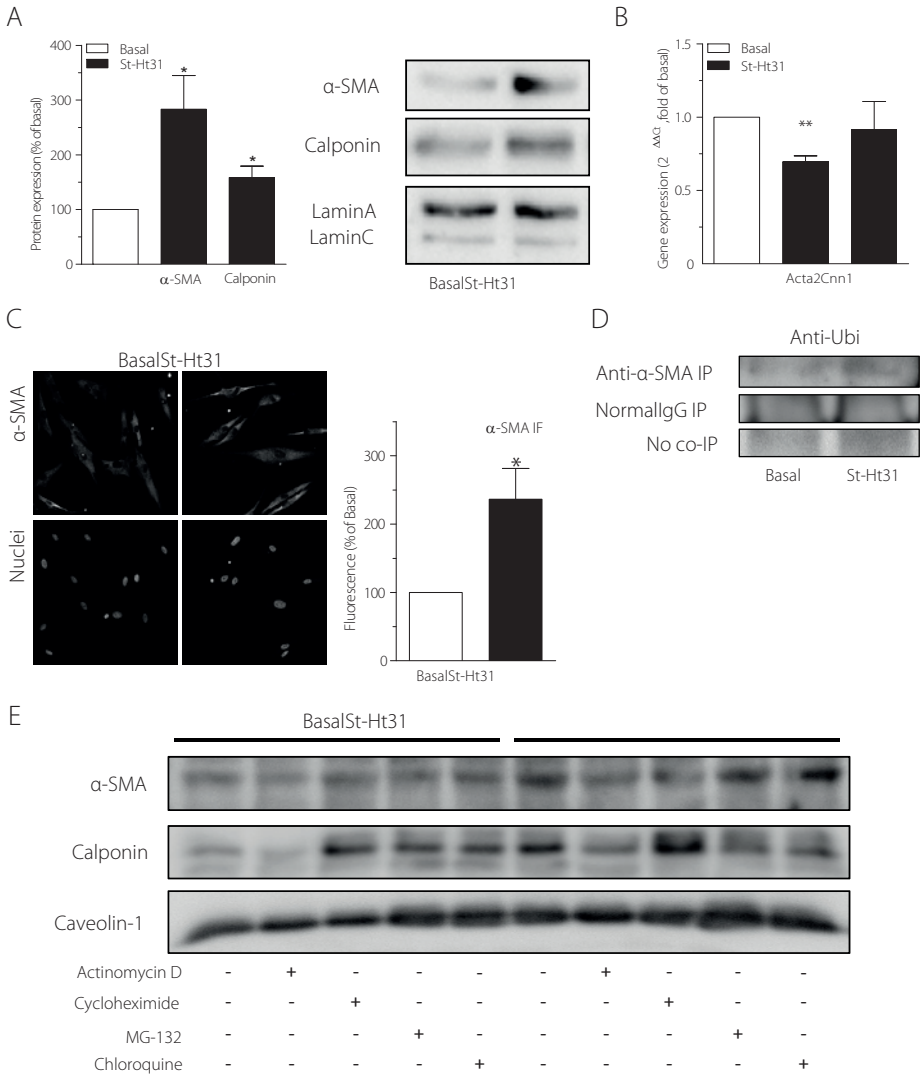 A
Protein expression (% of basal)
400
300
200
100
0
Basal
St-Ht31
*
*
α-SMA Calponin
α-SMA
Calponin
LaminA
LaminC
BasalSt-Ht31
B
Gene expression (2 ΔΔCt ,fold of basal)
1.5
1.0
0.5
0
Basal
St-Ht31
**
Acta2Cnn1
C
BasalSt-Ht31
α-SMA
Nuclei
Fluorescence (% of Basal)
300
200
100
0
α-SMA IF
*
BasalSt-Ht31
D
Anti-Ubi
Anti-α-SMA IP
NormalIgG IP
No co-IP
Basal St-Ht31
E
BasalSt-Ht31
α-SMA
Calponin
Caveolin-1
Actinomycin D - + - - - - + - - -
Cycloheximide - - + - - - - + - -
MG-132 - - - + - - - - + -
Chloroquine - - - - + - - - - +